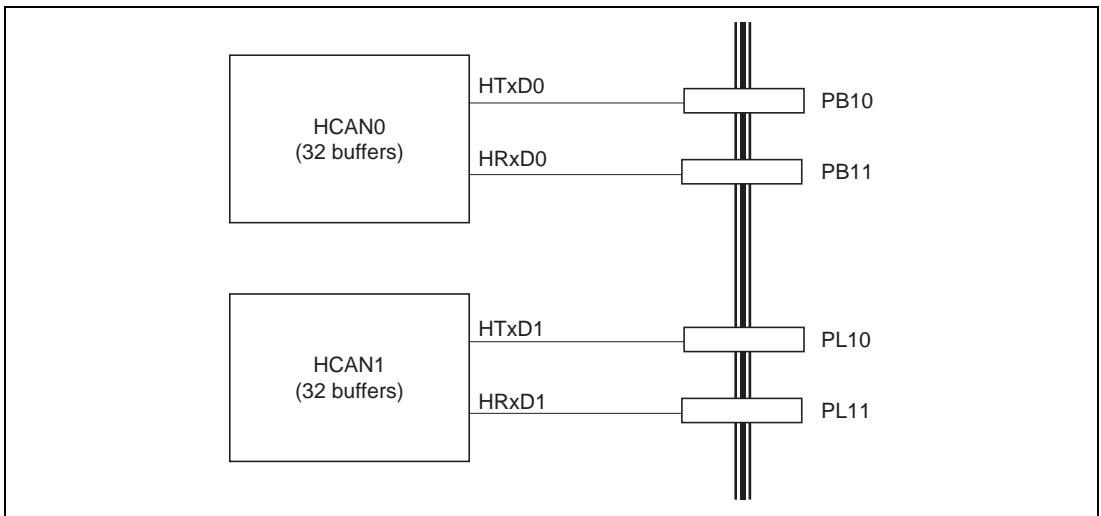 HTxD0
PB10
HCAN0
(32 buffers)
HRxD0
PB11
HTxD1
PL10
HCAN1
(32 buffers)
HRxD1
PL11